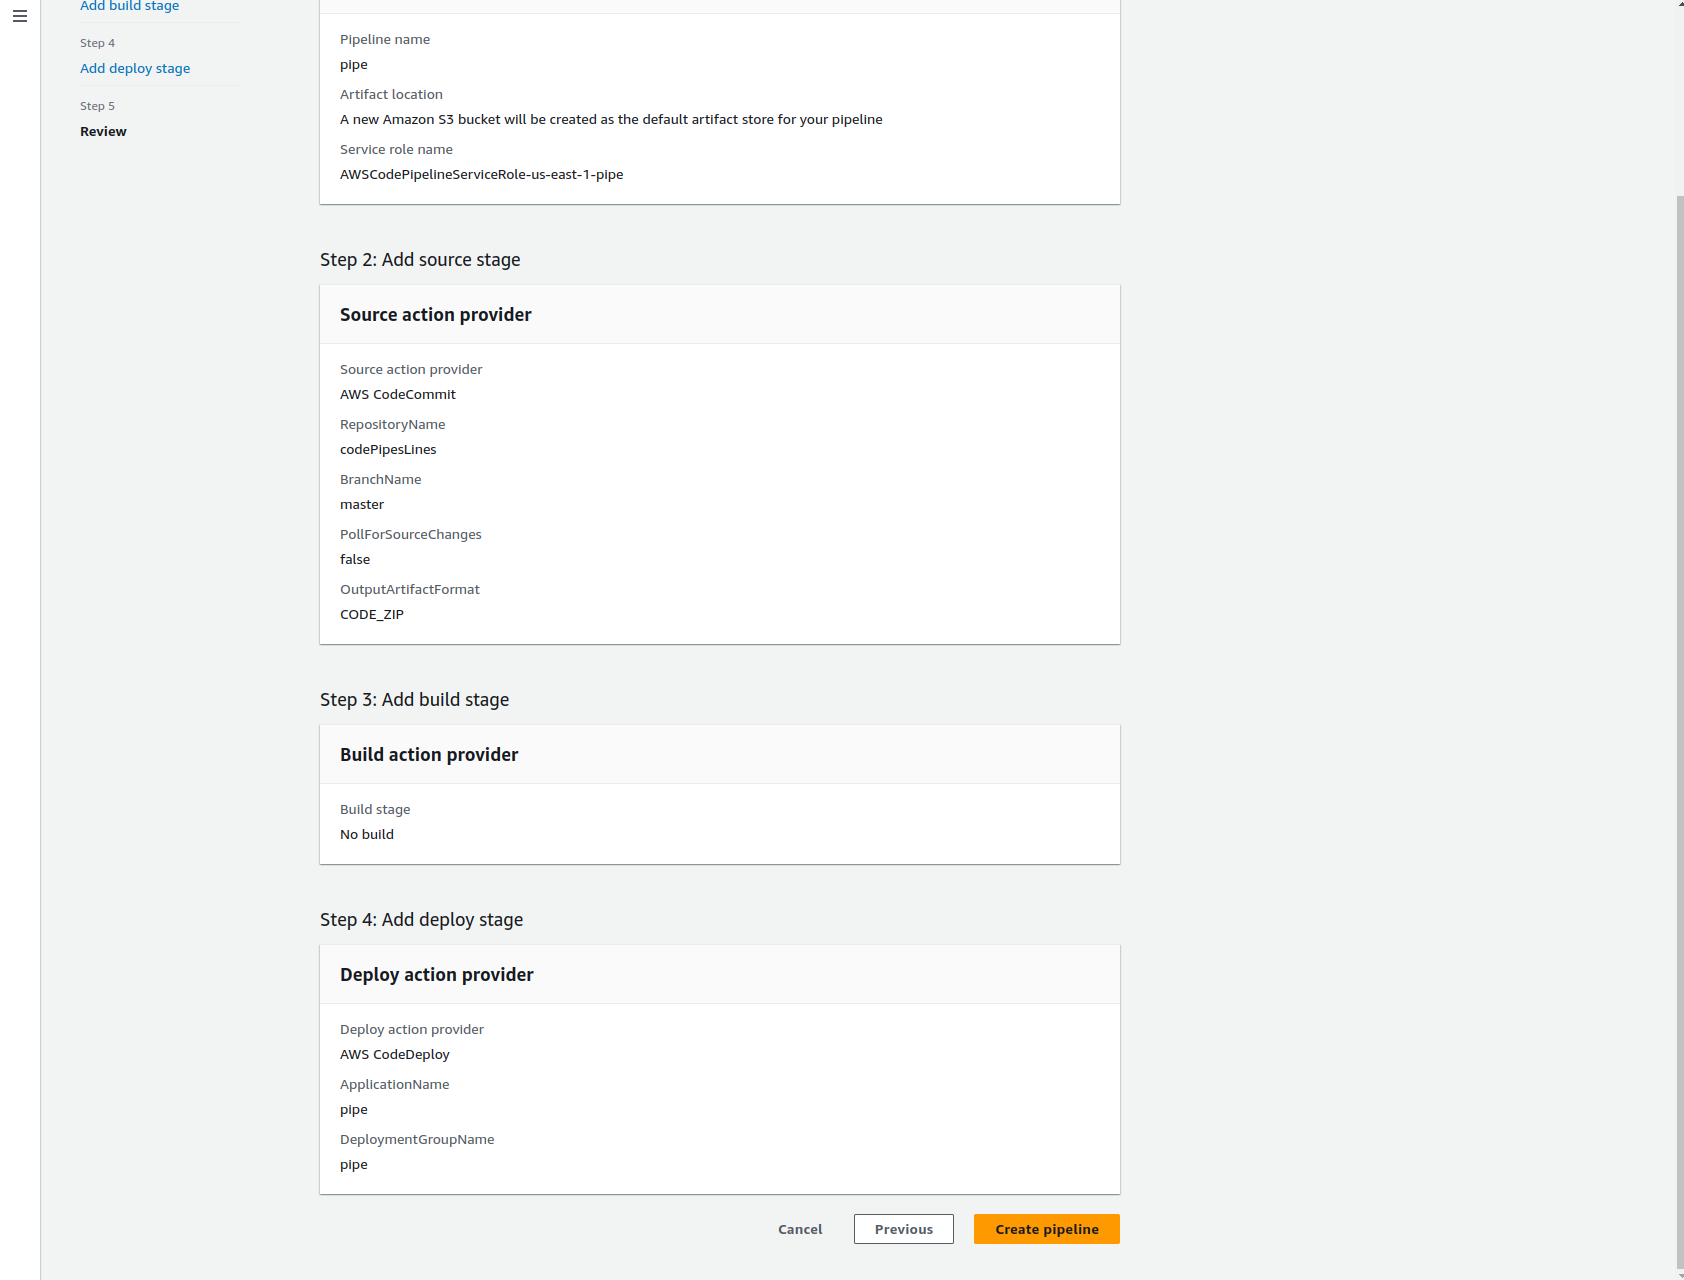 Add build stage
Step 4
Add deploy stage
Step 5
Review
Pipeline name
pipe
Artifact location
A new Amazon S3 bucket will be created as the default artifact store for your pipeline
Service role name
AWSCodePipelineServiceRole-us-east-1-pipe
Step 2: Add source stage
Source action provider
Source action provider
AWS CodeCommit
RepositoryName
codePipesLines
BranchName
master
PollForSourceChanges
false
OutputArtifactFormat
CODE_ZIP
Step 3: Add build stage
Build action provider
Build stage
No build
Step 4: Add deploy stage
Deploy action provider
Deploy action provider
AWS CodeDeploy
ApplicationName
pipe
DeploymentGroupName
pipe
Cancel
Previous
Create pipeline